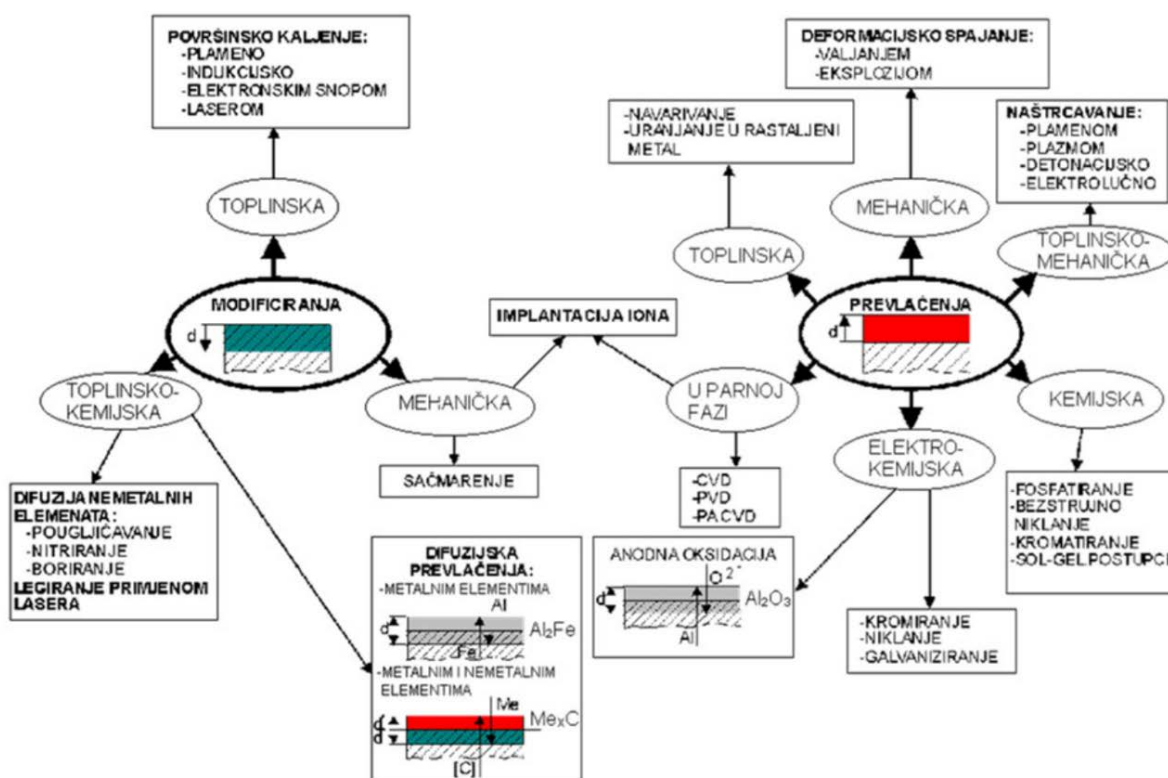 POVRŠINSKO KALJENJE:
-PLAMENO
-INDUKCIJSKO
-ELEKTRONSKIM SNOPOM
-LASEROM
TOPLINSKA
MODIFICIRANJA
d
TOPLINSKO-
KEMIJSKA
MEHANIČKA
DIFUZIJA NEMETALNIH
ELEMENATA:
-POUGLJIČAVANJE
-NITRIRANJE
-BORIRANJE
LEGIRANJE PRIMJENOM
LASERA
SAČMARENJE
IMPLANTACIJA IONA
DEFORMACIJSKO SPAJANJE:
-VALJANJEM
-EKSPLOZIJOM
-NAVARIVANJE
-URANJANJE U RASTALJENI
METAL
NAŠTRCAVANJE:
-PLAMENOM
-PLAZMOM
-DETONACIJSKO
-ELEKTROLUČNO
TOPLINSKA
MEHANIČKA
TOPLINSKO-
MEHANIČKA
PREVLAČENJA
d
U PARNOJ
FAZI
ELEKTRO-
KEMIJSKA
KEMIJSKA
-CVD
-PVD
-PACVD
-FOSFATIRANJE
-BEZSTRUJNO
NIKLANJE
-KROMATIRANJE
-SOL-GEL POSTUPCI
-KROMIRANJE
-NIKLANJE
-GALVANIZIRANJE
ANODNA OKSIDACIJA
O²⁻
d
Al₂O₃
Al
DIFUZIJSKA
PREVLAČENJA:
-METALNIM ELEMENTIMA
Al
d
Al₂Fe
Fe
-METALNIM I NEMETALNIM
ELEMENTIMA
Me
d
MeₓC
d
[C]